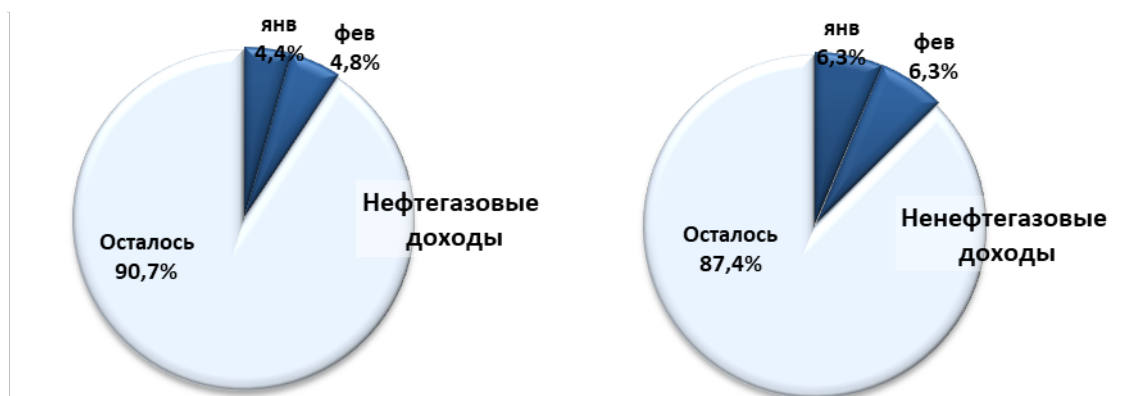 янв
4,4%
фев
4,8%
Нефтегазовые
доходы
Осталось
90,7%
янв
6,3%
фев
6,3%
Ненефтегазовые
доходы
Осталось
87,4%